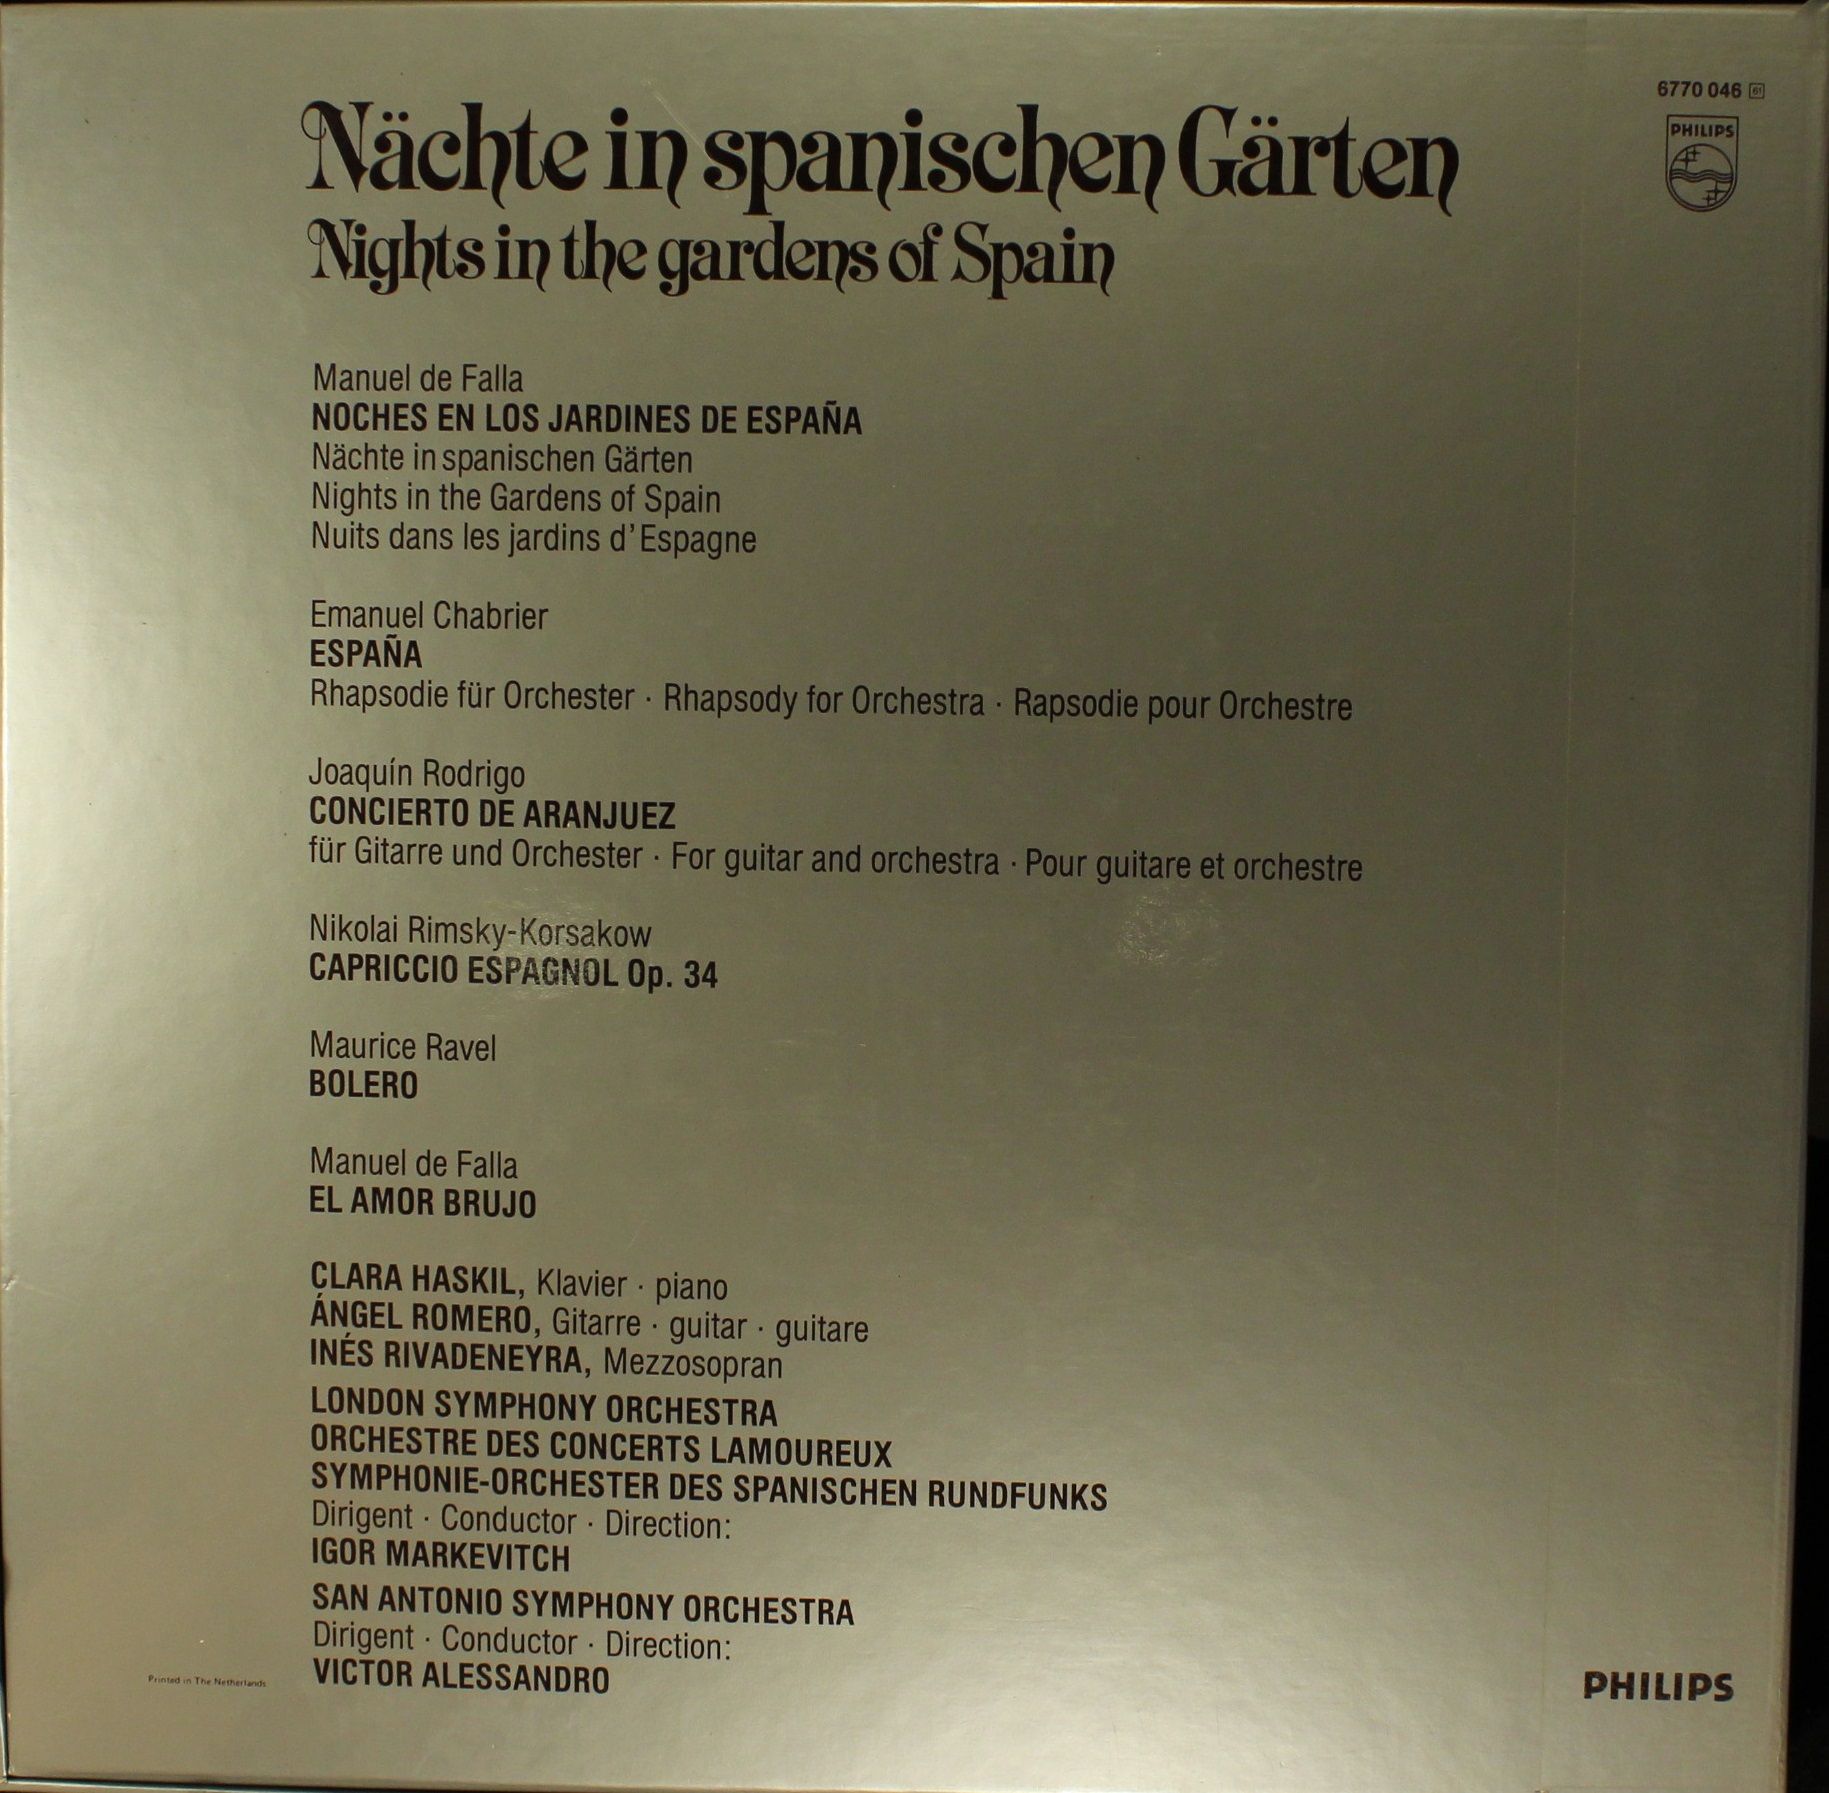 6770 046 61
PHILIPS
Nächte in spanischen Gärten
Nights in the gardens of Spain
Manuel de Falla
NOCHES EN LOS JARDINES DE ESPAÑA
Nächte in spanischen Gärten
Nights in the Gardens of Spain
Nuits dans les jardins d'Espagne
Emanuel Chabrier
ESPAÑA
Rhapsodie für Orchester · Rhapsody for Orchestra · Rapsodie pour Orchestre
Joaquín Rodrigo
CONCIERTO DE ARANJUEZ
für Gitarre und Orchester · For guitar and orchestra · Pour guitare et orchestre
Nikolai Rimsky-Korsakow
CAPRICCIO ESPAGNOL Op. 34
Maurice Ravel
BOLERO
Manuel de Falla
EL AMOR BRUJO
CLARA HASKIL, Klavier · piano
ÁNGEL ROMERO, Gitarre · guitar · guitare
INÉS RIVADENEYRA, Mezzosopran
LONDON SYMPHONY ORCHESTRA
ORCHESTRE DES CONCERTS LAMOUREUX
SYMPHONIE-ORCHESTER DES SPANISCHEN RUNDFUNKS
Dirigent · Conductor · Direction:
IGOR MARKEVITCH
SAN ANTONIO SYMPHONY ORCHESTRA
Dirigent · Conductor · Direction:
VICTOR ALESSANDRO
Printed in The Netherlands
PHILIPS